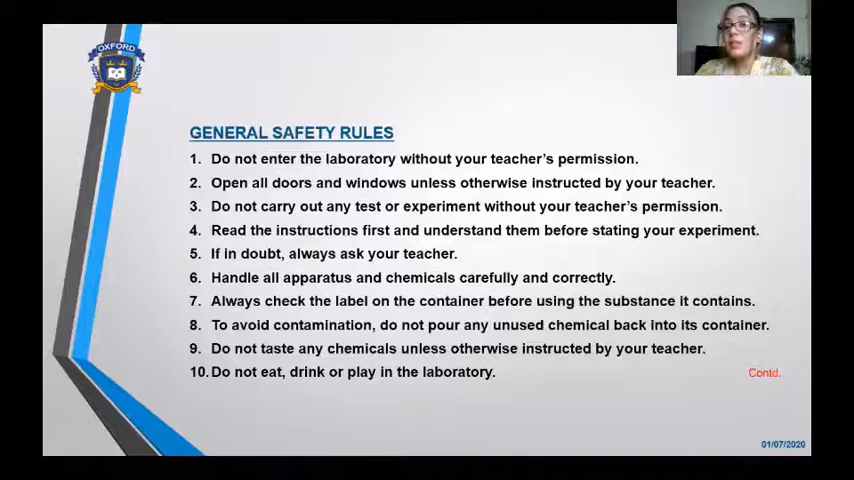 OXFORD
GENERAL SAFETY RULES
1. Do not enter the laboratory without your teacher's permission.
2. Open all doors and windows unless otherwise instructed by your teacher.
3. Do not carry out any test or experiment without your teacher's permission.
4. Read the instructions first and understand them before stating your experiment.
5. If in doubt, always ask your teacher.
6. Handle all apparatus and chemicals carefully and correctly.
7. Always check the label on the container before using the substance it contains.
8. To avoid contamination, do not pour any unused chemical back into its container.
9. Do not taste any chemicals unless otherwise instructed by your teacher.
10. Do not eat, drink or play in the laboratory.
Contd.
01/07/2020